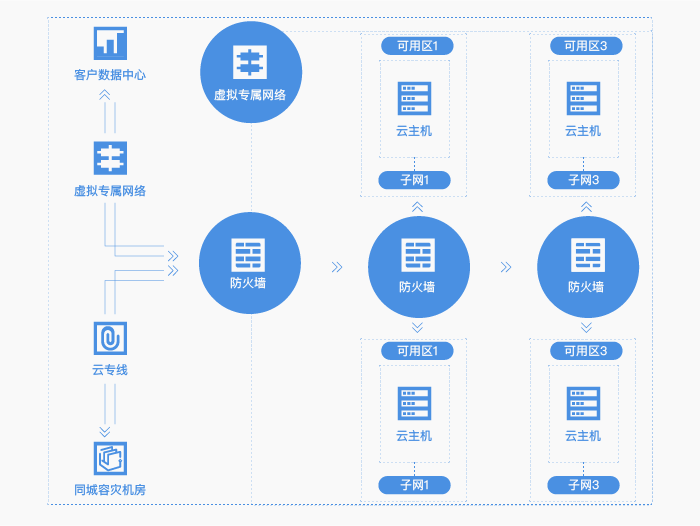 客户数据中心
虚拟专属网络
云专线
同城容灾机房
虚拟专属网络
防火墙
可用区1
云主机
子网1
防火墙
可用区1
云主机
子网1
可用区3
云主机
子网3
防火墙
可用区3
云主机
子网3